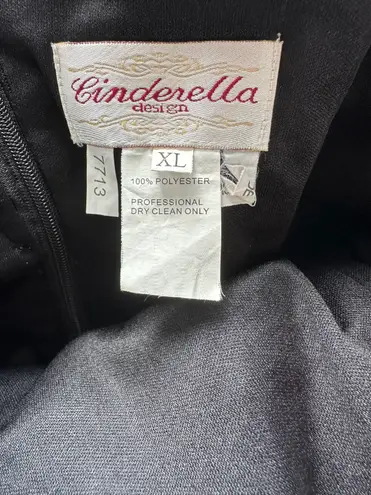 Cinderella
design
XL
100% POLYESTER
PROFESSIONAL
DRY CLEAN ONLY
7713